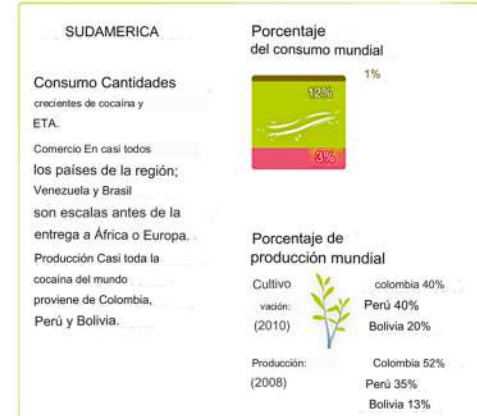 SUDAMERICA
Consumo Cantidades
crecientes de cocaína y
ETA.
Comercio En casi todos
los países de la región;
Venezuela y Brasil
son escalas antes de la
entrega a África o Europa.
Producción Casi toda la
cocaína del mundo
proviene de Colombia,
Perú y Bolivia.
Porcentaje
del consumo mundial
1%
12%
3%
Porcentaje de
producción mundial
Cultivo
vación:
(2010)
colombia 40%
Perú 40%
Bolivia 20%
Producción:
(2008)
Colombia 52%
Perú 35%
Bolivia 13%